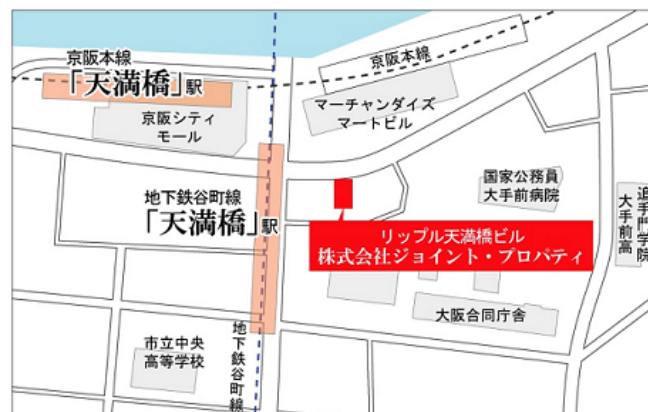 京阪本線
「天満橋」駅
京阪シティ
モール
京阪本線
マーチャンダイズ
マートビル
地下鉄谷町線
「天満橋」駅
国家公務員
大手前病院
追手門学院
大手前高
リップル天満橋ビル
株式会社ジョイント・プロパティ
大阪合同庁舎
市立中央
高等学校
地下鉄谷町線